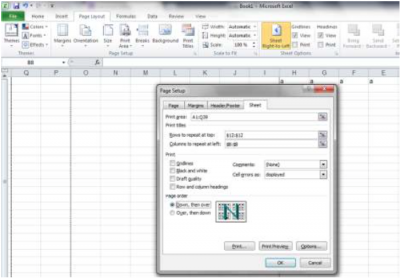 Book1 - Microsoft Excel
File Home Insert Page Layout Formulas Data Review View
Themes Colors Fonts Effects
Themes
Margins Orientation Size Print Area Breaks Background Print Titles
Page Setup
Width: Automatic
Height: Automatic
Scale: 100%
Scale to Fit
Sheet Right-to-Left
Gridlines Headings
View View
Print Print
Bring Forward Send Backward
B8
fx
Q P O N M L K J I H G F E
Page Setup
Page Margins Header/Footer Sheet
Print area: A1:Q39
Print titles
Rows to repeat at top: $12:$12
Columns to repeat at left: $B:$B
Print
Gridlines
Black and white
Draft quality
Row and column headings
Comments: (None)
Cell errors as: displayed
Page order
Down, then over
Over, then down
Print... Print Preview Options...
OK Cancel